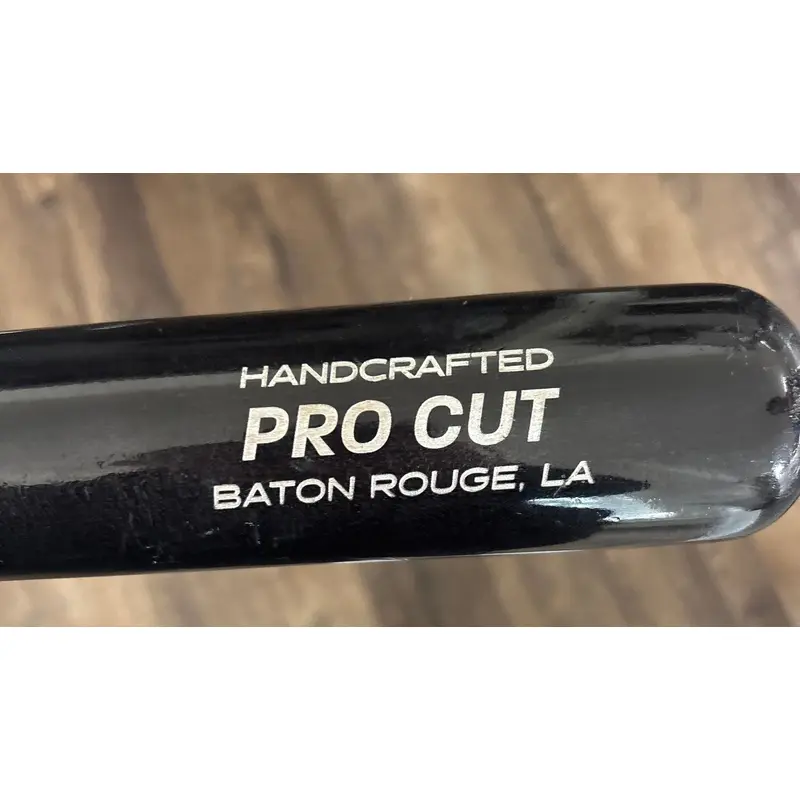 HANDCRAFTED
PRO CUT
BATON ROUGE, LA